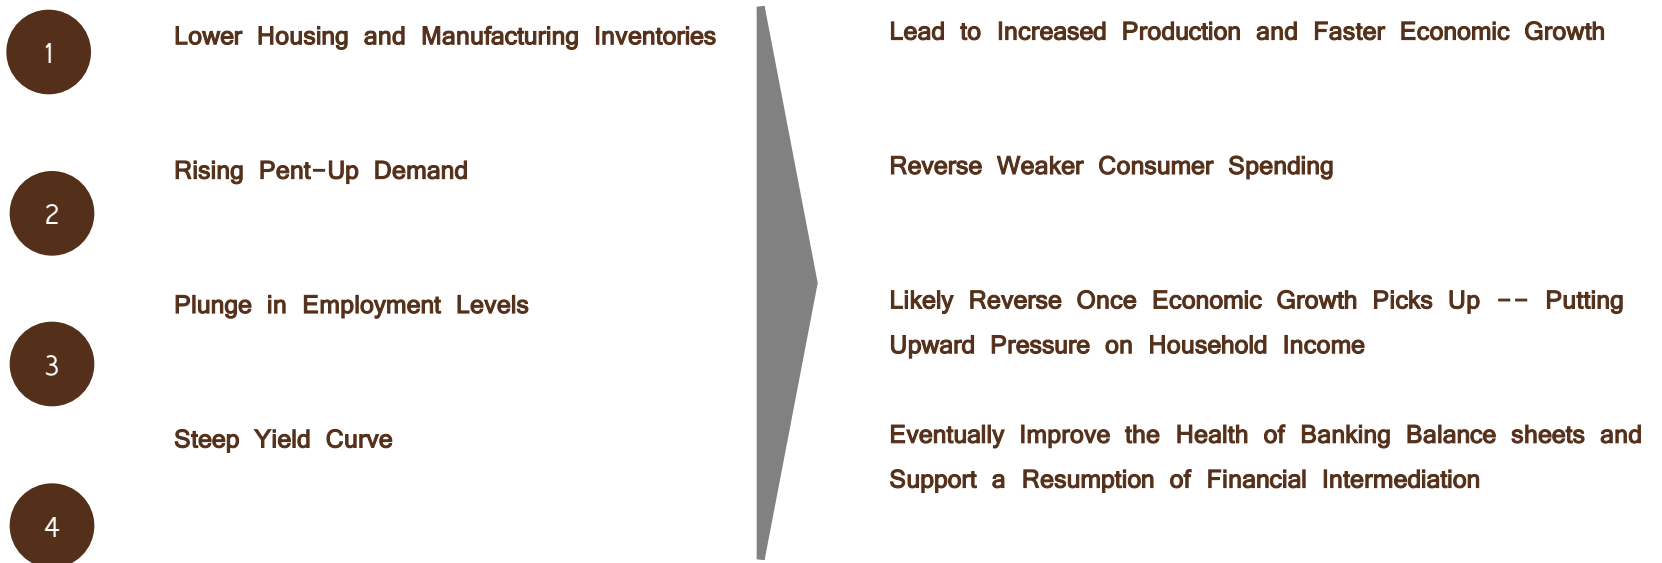 1
Lower Housing and Manufacturing Inventories
Lead to Increased Production and Faster Economic Growth
2
Rising Pent-Up Demand
Reverse Weaker Consumer Spending
3
Plunge in Employment Levels
Likely Reverse Once Economic Growth Picks Up -- Putting
Upward Pressure on Household Income
4
Steep Yield Curve
Eventually Improve the Health of Banking Balance sheets and
Support a Resumption of Financial Intermediation